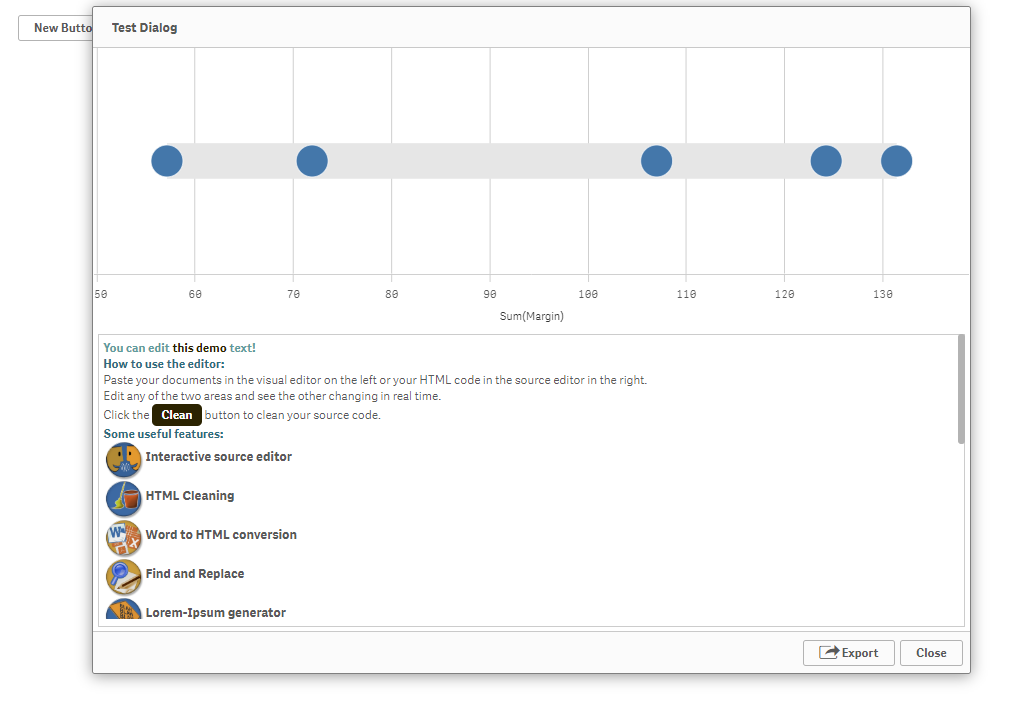 New Butto
Test Dialog
50 60 70 80 90 100 110 120 130
Sum(Margin)
You can edit this demo text!
How to use the editor:
Paste your documents in the visual editor on the left or your HTML code in the source editor in the right.
Edit any of the two areas and see the other changing in real time.
Click the Clean button to clean your source code.
Some useful features:
Interactive source editor
HTML Cleaning
Word to HTML conversion
Find and Replace
Lorem-Ipsum generator
Export Close